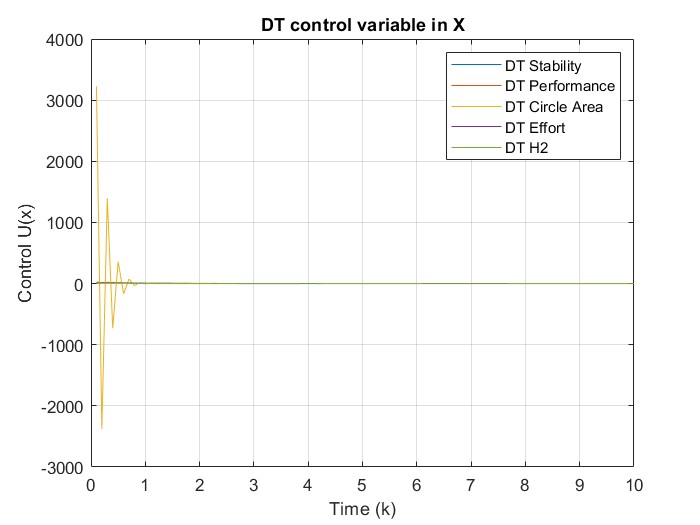 DT control variable in X
4000
3000
2000
1000
0
-1000
-2000
-3000
Control U(x)
DT Stability
DT Performance
DT Circle Area
DT Effort
DT H2
0 1 2 3 4 5 6 7 8 9 10
Time (k)